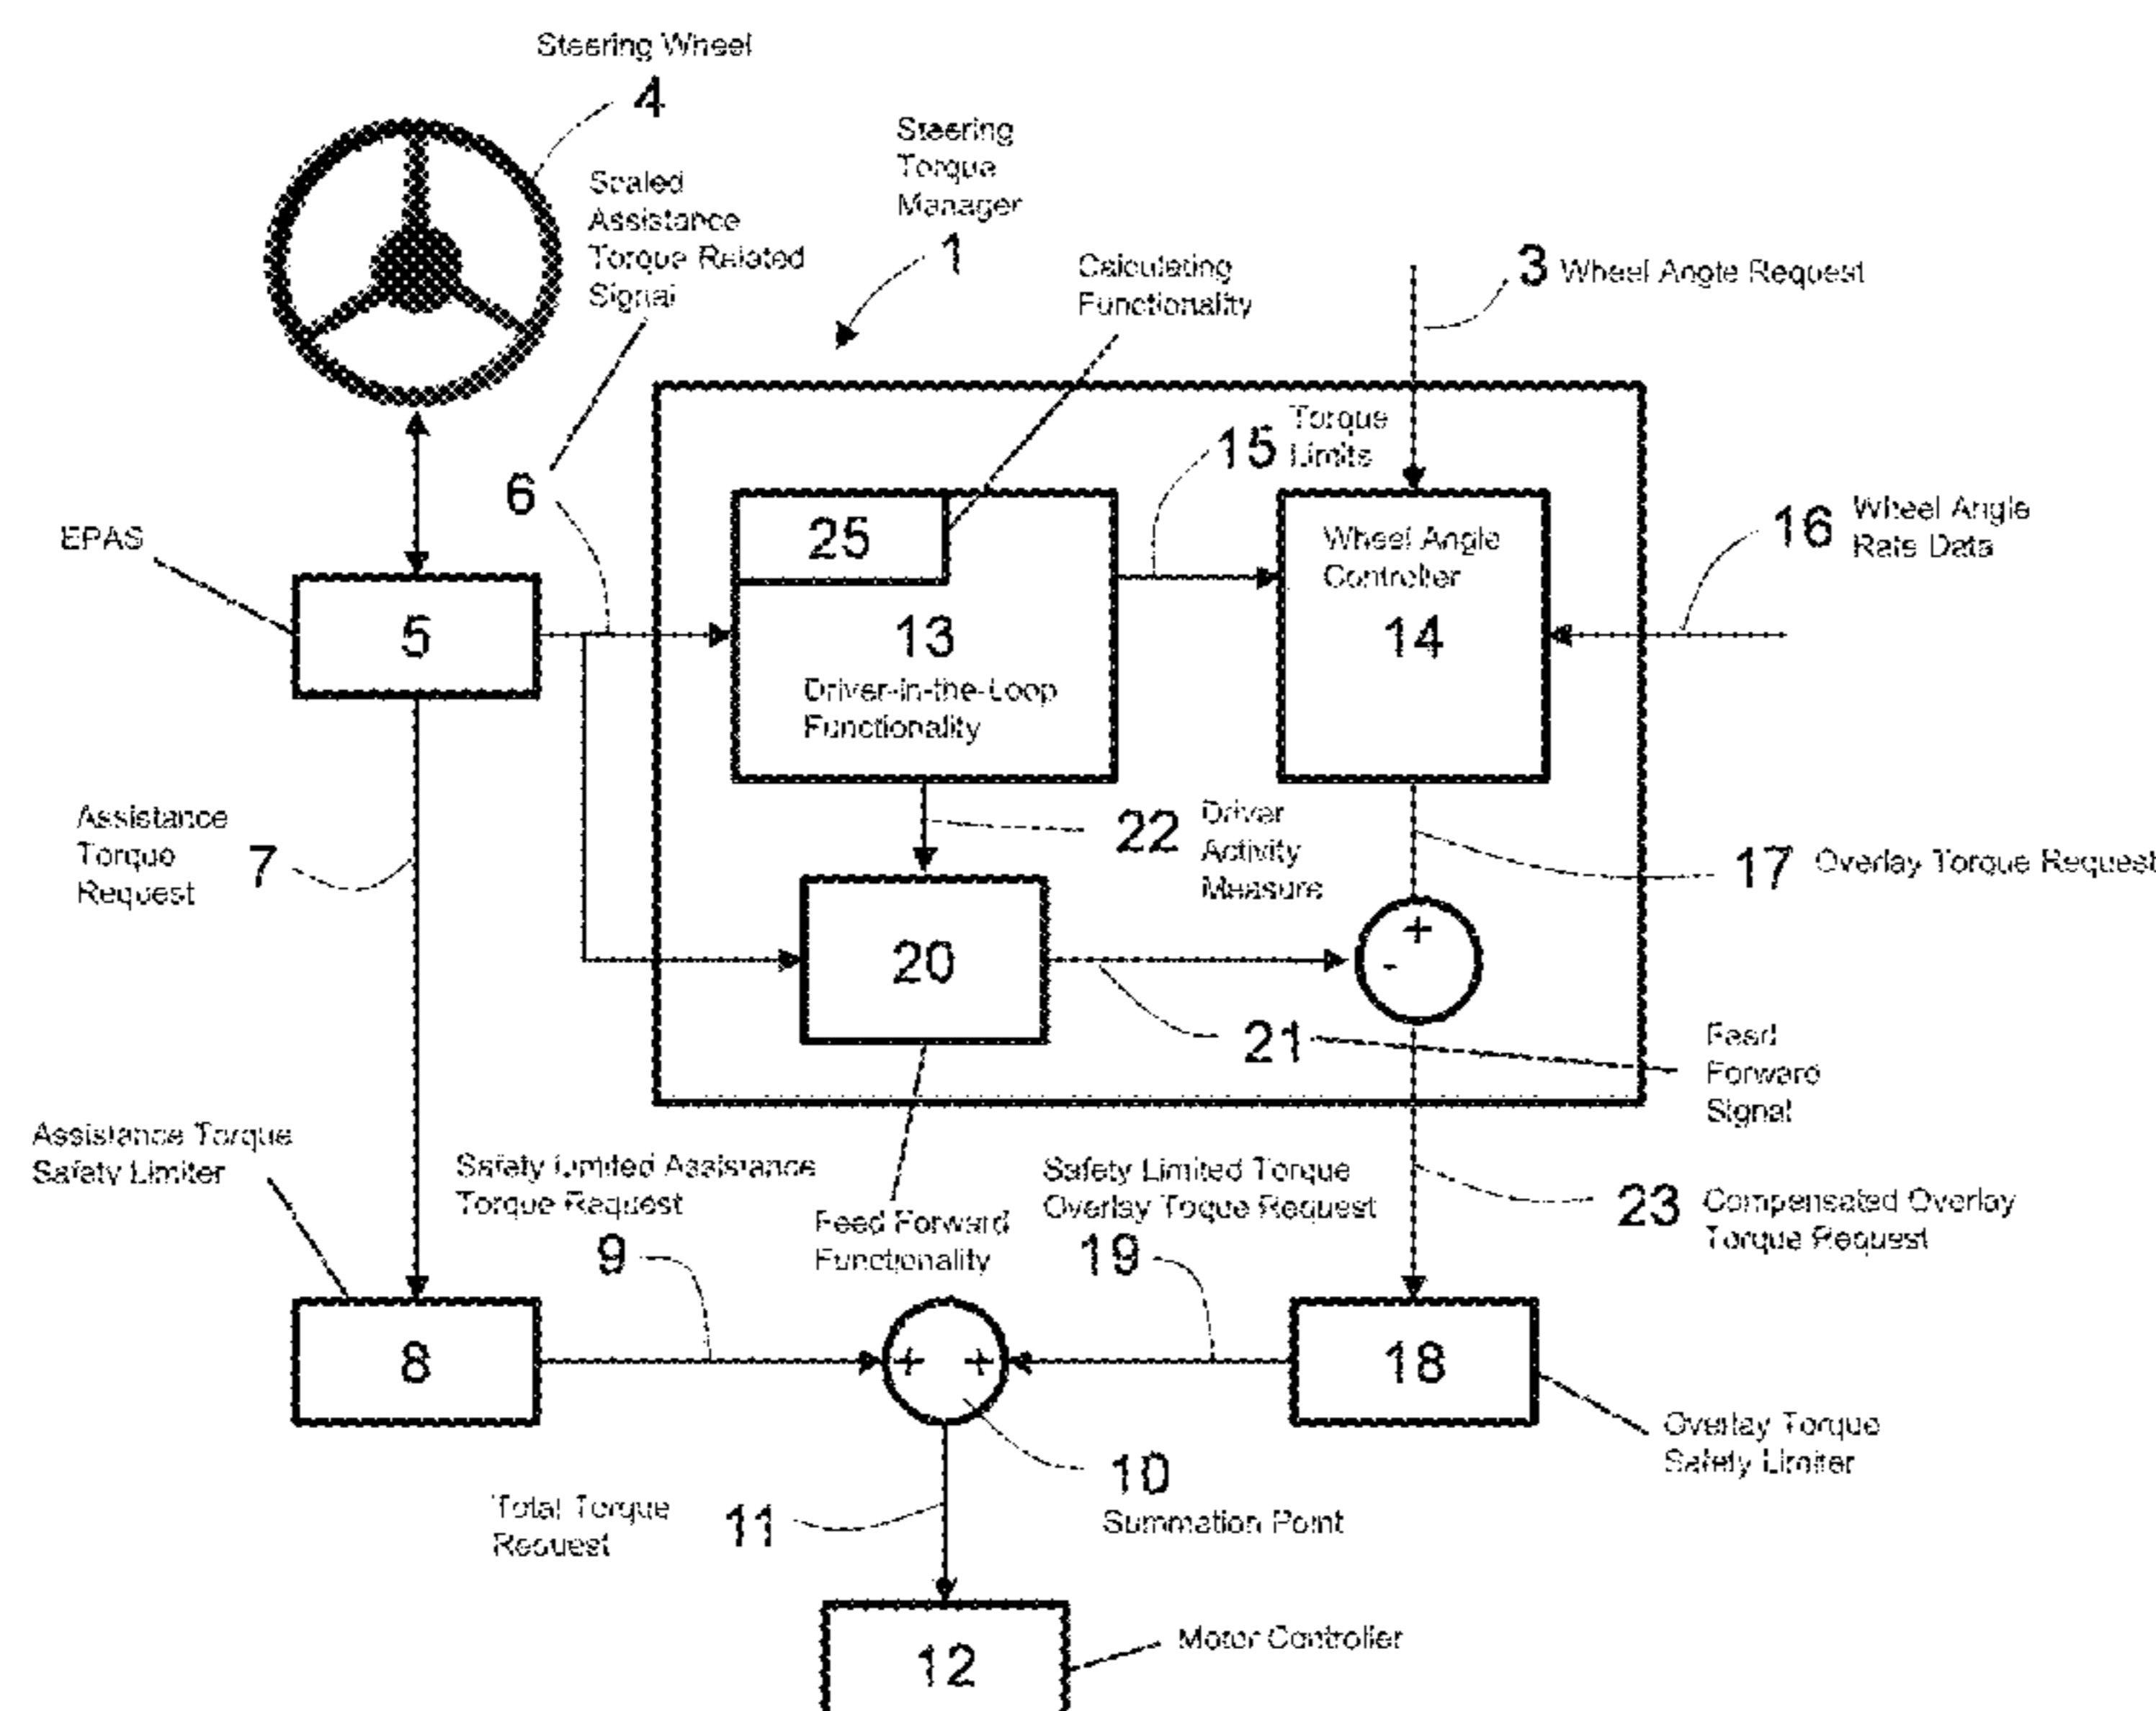 Steering Wheel
4
Scaled
Assistance
Torque Related
Signal
6
Steering
Torque
Manager
1
Calculating
Functionality
3 Wheel Angle Request
15 Torque
Limits
EPAS
5
25
13
Driver-in-the-Loop
Functionality
Wheel Angle
Controller
14
16 Wheel Angle
Rate Data
Assistance
Torque
Request
7
22 Driver
Activity
Measure
17 Overlay Torque Request
20
+
-
21
Feed
Forward
Signal
Assistance Torque
Safety Limiter
Safety Limited Assistance
Torque Request
9
Feed Forward
Functionality
Safety Limited Torque
Overlay Toque Request
19
23 Compensated Overlay
Torque Request
8
+ +
18
Overlay Torque
Safety Limiter
10
Summation Point
Total Torque
Request
11
12
Motor Controller